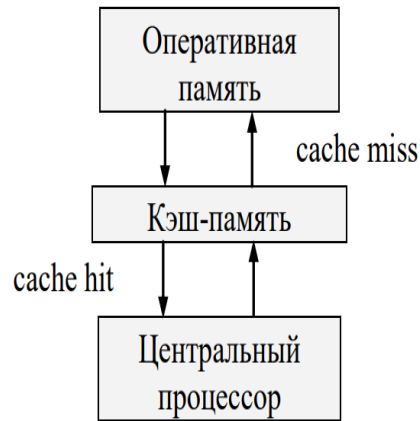 Оперативная
память
cache miss
Кэш-память
cache hit
Центральный
процессор